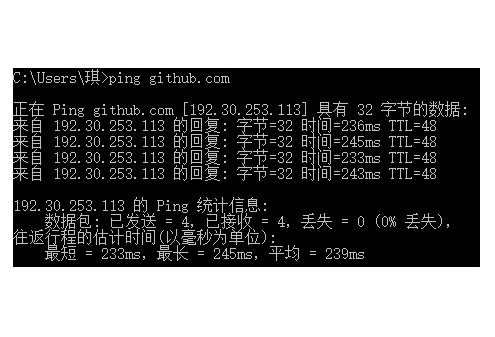 C:\Users\琪>ping github.com
正在 Ping github.com [192.30.253.113] 具有 32 字节的数据:
来自 192.30.253.113 的回复: 字节=32 时间=236ms TTL=48
来自 192.30.253.113 的回复: 字节=32 时间=245ms TTL=48
来自 192.30.253.113 的回复: 字节=32 时间=233ms TTL=48
来自 192.30.253.113 的回复: 字节=32 时间=243ms TTL=48
192.30.253.113 的 Ping 统计信息:
数据包: 已发送 = 4，已接收 = 4，丢失 = 0 (0% 丢失)，
往返行程的估计时间(以毫秒为单位):
最短 = 233ms，最长 = 245ms，平均 = 239ms